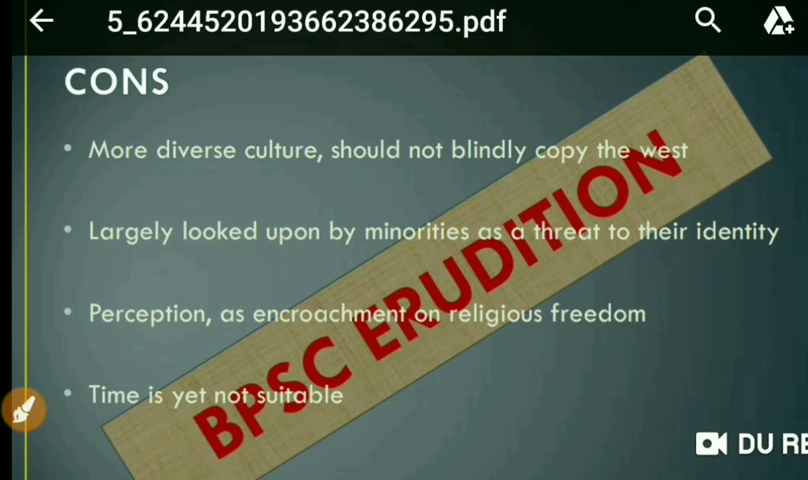 5_6244520193662386295.pdf
CONS
• More diverse culture, should not blindly copy the west
• Largely looked upon by minorities as a threat to their identity
• Perception, as encroachment on religious freedom
• Time is yet not suitable
BPSC ERUDITION
DU RE